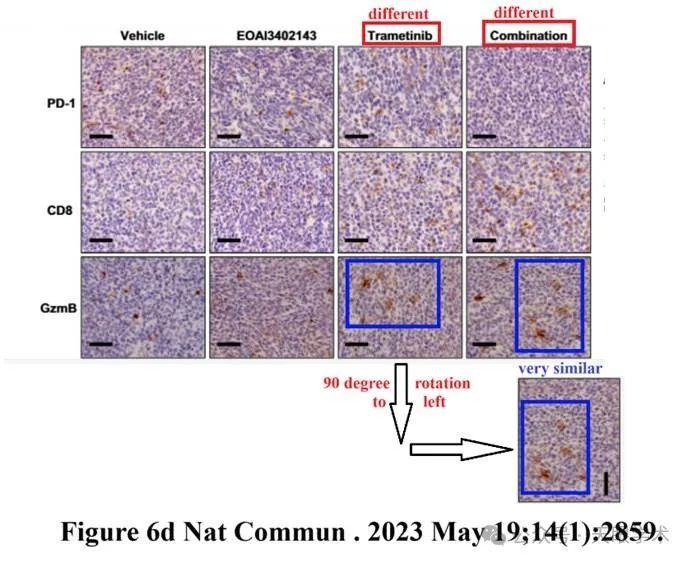 different different
Vehicle EOAI3402143 Trametinib Combination
PD-1
CD8
GzmB
very similar
90 degree rotation
to left
Figure 6d Nat Commun . 2023 May 19;14(1):2859.